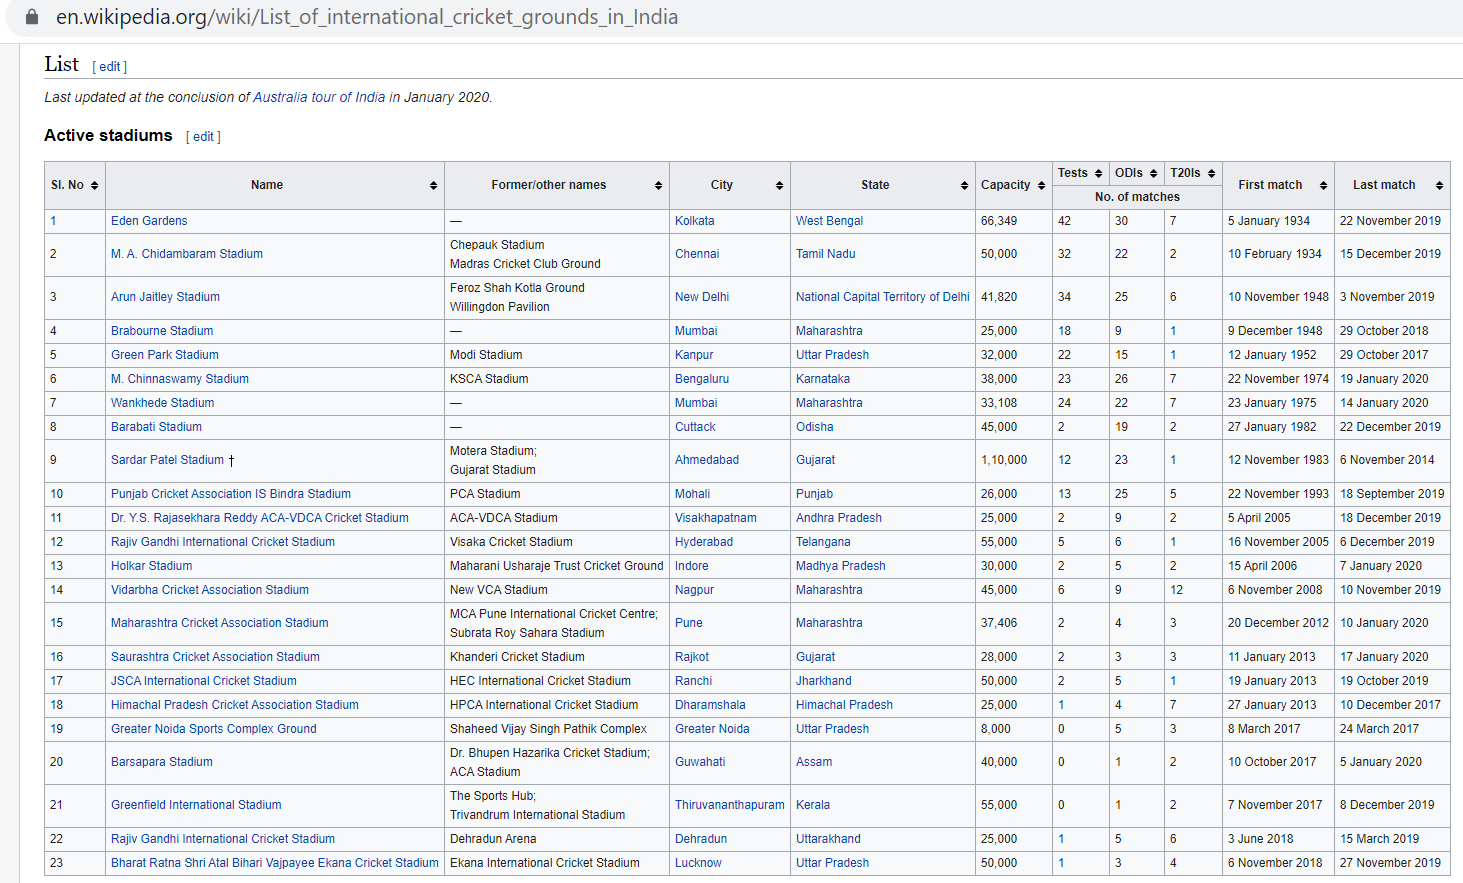 en.wikipedia.org/wiki/List_of_international_cricket_grounds_in_India
List [ edit ]
Last updated at the conclusion of Australia tour of India in January 2020.
Active stadiums [ edit ]
Sl. No Name Former/other names City State Capacity Tests ODIs T20Is First match Last match
No. of matches
1 Eden Gardens — Kolkata West Bengal 66,349 42 30 7 5 January 1934 22 November 2019
2 M. A. Chidambaram Stadium Chepauk Stadium
Madras Cricket Club Ground Chennai Tamil Nadu 50,000 32 22 2 10 February 1934 15 December 2019
3 Arun Jaitley Stadium Feroz Shah Kotla Ground
Willingdon Pavilion New Delhi National Capital Territory of Delhi 41,820 34 25 6 10 November 1948 3 November 2019
4 Brabourne Stadium — Mumbai Maharashtra 25,000 18 9 1 9 December 1948 29 October 2018
5 Green Park Stadium Modi Stadium Kanpur Uttar Pradesh 32,000 22 15 1 12 January 1952 29 October 2017
6 M. Chinnaswamy Stadium KSCA Stadium Bengaluru Karnataka 38,000 23 26 7 22 November 1974 19 January 2020
7 Wankhede Stadium — Mumbai Maharashtra 33,108 24 22 7 23 January 1975 14 January 2020
8 Barabati Stadium — Cuttack Odisha 45,000 2 19 2 27 January 1982 22 December 2019
9 Sardar Patel Stadium † Motera Stadium;
Gujarat Stadium Ahmedabad Gujarat 1,10,000 12 23 1 12 November 1983 6 November 2014
10 Punjab Cricket Association IS Bindra Stadium PCA Stadium Mohali Punjab 26,000 13 25 5 22 November 1993 18 September 2019
11 Dr. Y.S. Rajasekhara Reddy ACA-VDCA Cricket Stadium ACA-VDCA Stadium Visakhapatnam Andhra Pradesh 25,000 2 9 2 5 April 2005 18 December 2019
12 Rajiv Gandhi International Cricket Stadium Visaka Cricket Stadium Hyderabad Telangana 55,000 5 6 1 16 November 2005 6 December 2019
13 Holkar Stadium Maharani Usharaje Trust Cricket Ground Indore Madhya Pradesh 30,000 2 5 2 15 April 2006 7 January 2020
14 Vidarbha Cricket Association Stadium New VCA Stadium Nagpur Maharashtra 45,000 6 9 12 6 November 2008 10 November 2019
15 Maharashtra Cricket Association Stadium MCA Pune International Cricket Centre;
Subrata Roy Sahara Stadium Pune Maharashtra 37,406 2 4 3 20 December 2012 10 January 2020
16 Saurashtra Cricket Association Stadium Khanderi Cricket Stadium Rajkot Gujarat 28,000 2 3 3 11 January 2013 17 January 2020
17 JSCA International Cricket Stadium HEC International Cricket Stadium Ranchi Jharkhand 50,000 2 5 1 19 January 2013 19 October 2019
18 Himachal Pradesh Cricket Association Stadium HPCA International Cricket Stadium Dharamshala Himachal Pradesh 25,000 1 4 7 27 January 2013 10 December 2017
19 Greater Noida Sports Complex Ground Shaheed Vijay Singh Pathik Complex Greater Noida Uttar Pradesh 8,000 0 5 3 8 March 2017 24 March 2017
20 Barsapara Stadium Dr. Bhupen Hazarika Cricket Stadium;
ACA Stadium Guwahati Assam 40,000 0 1 2 10 October 2017 5 January 2020
21 Greenfield International Stadium The Sports Hub;
Trivandrum International Stadium Thiruvananthapuram Kerala 55,000 0 1 2 7 November 2017 8 December 2019
22 Rajiv Gandhi International Cricket Stadium Dehradun Arena Dehradun Uttarakhand 25,000 1 5 6 3 June 2018 15 March 2019
23 Bharat Ratna Shri Atal Bihari Vajpayee Ekana Cricket Stadium Ekana International Cricket Stadium Lucknow Uttar Pradesh 50,000 1 3 4 6 November 2018 27 November 2019